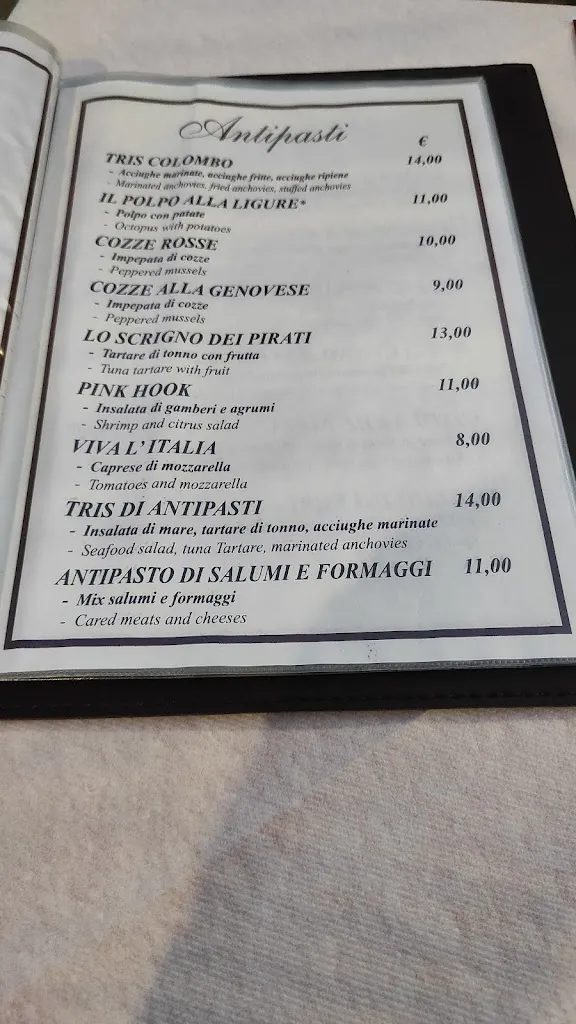 Antipasti €
TRIS COLOMBO 14,00
- Acciughe marinate, acciughe fritte, acciughe ripiene
- Marinated anchovies, fried anchovies, stuffed anchovies
IL POLPO ALLA LIGURE* 11,00
- Polpo con patate
- Octopus with potatoes
COZZE ROSSE 10,00
- Impepata di cozze
- Peppered mussels
COZZE ALLA GENOVESE 9,00
- Impepata di cozze
- Peppered mussels
LO SCRIGNO DEI PIRATI 13,00
- Tartare di tonno con frutta
- Tuna tartare with fruit
PINK HOOK 11,00
- Insalata di gamberi e agrumi
- Shrimp and citrus salad
VIVA L'ITALIA 8,00
- Caprese di mozzarella
- Tomatoes and mozzarella
TRIS DI ANTIPASTI 14,00
- Insalata di mare, tartare di tonno, acciughe marinate
- Seafood salad, tuna Tartare, marinated anchovies
ANTIPASTO DI SALUMI E FORMAGGI 11,00
- Mix salumi e formaggi
- Cared meats and cheeses